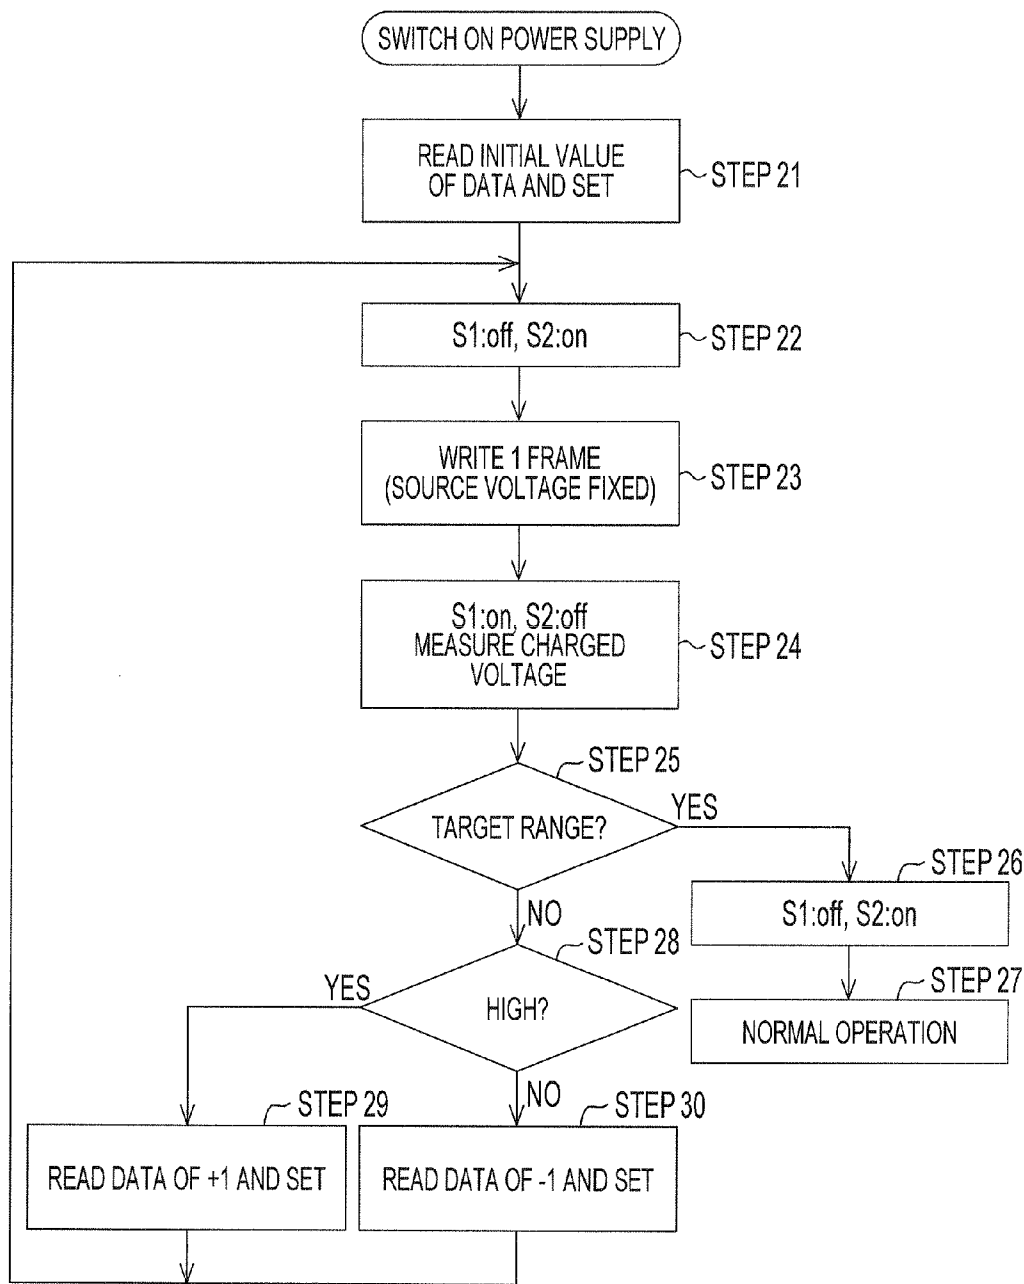 SWITCH ON POWER SUPPLY
READ INITIAL VALUE
OF DATA AND SET
STEP 21
S1:off, S2:on
STEP 22
WRITE 1 FRAME
(SOURCE VOLTAGE FIXED)
STEP 23
S1:on, S2:off
MEASURE CHARGED
VOLTAGE
STEP 24
STEP 25
TARGET RANGE?
YES
NO
STEP 26
S1:off, S2:on
STEP 27
NORMAL OPERATION
STEP 28
HIGH?
YES
NO
STEP 29
READ DATA OF +1 AND SET
STEP 30
READ DATA OF -1 AND SET